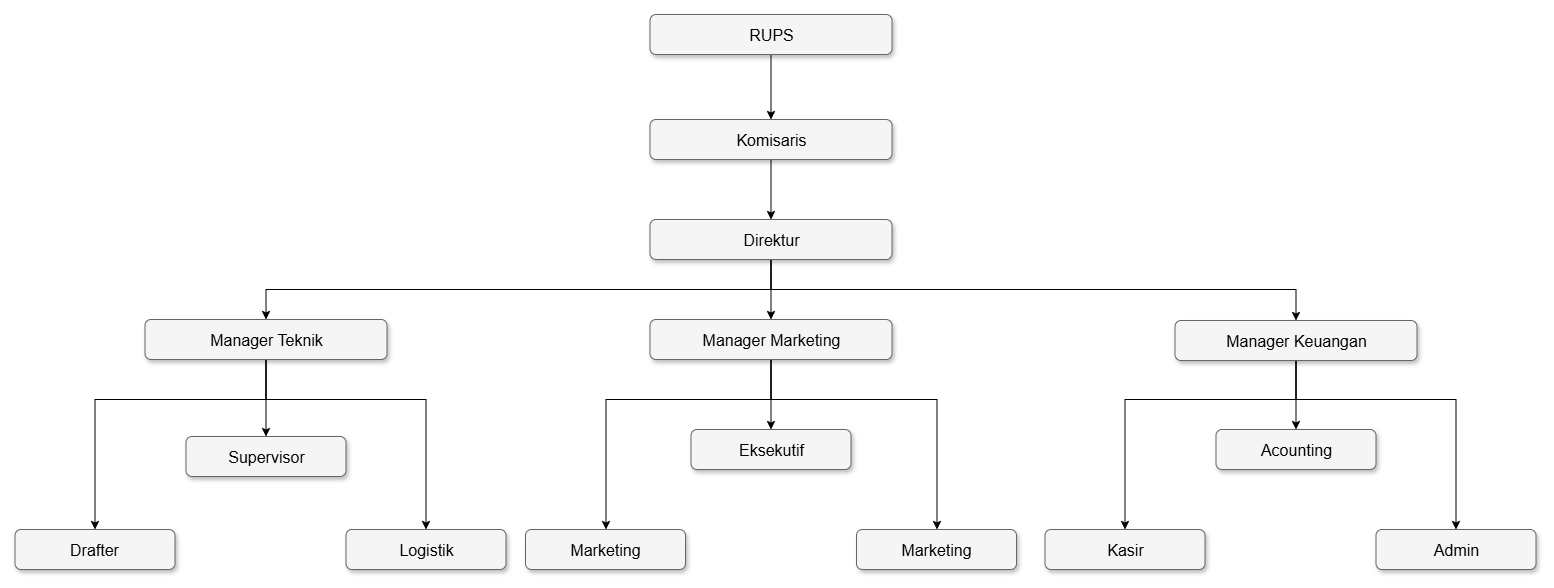 RUPS
Komisaris
Direktur
Manager Teknik
Manager Marketing
Manager Keuangan
Supervisor
Eksekutif
Acounting
Drafter
Logistik
Marketing
Marketing
Kasir
Admin